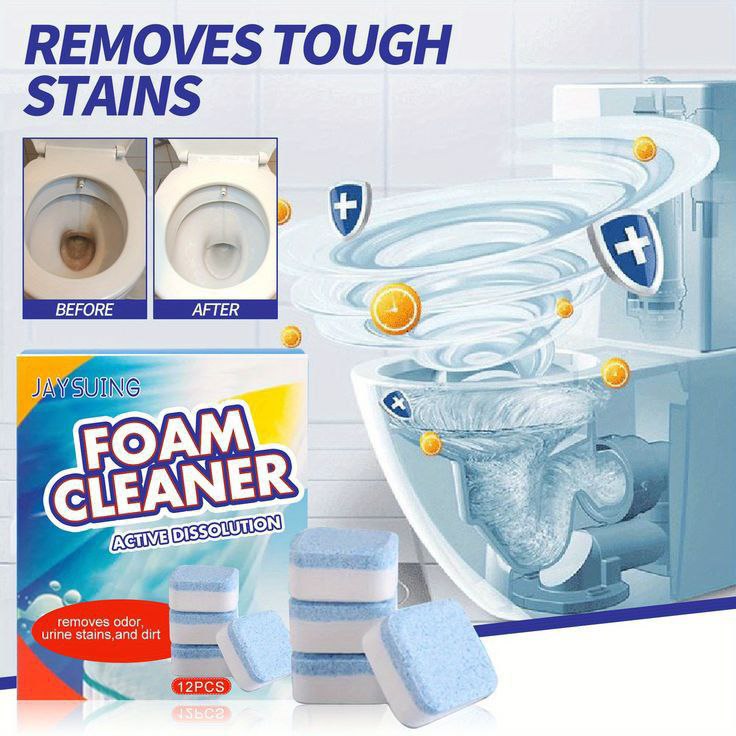 REMOVES TOUGH
STAINS
BEFORE
AFTER
JAYSUING
FOAM
CLEANER
ACTIVE DISSOLUTION
removes odor,
urine stains,and dirt
12PCS